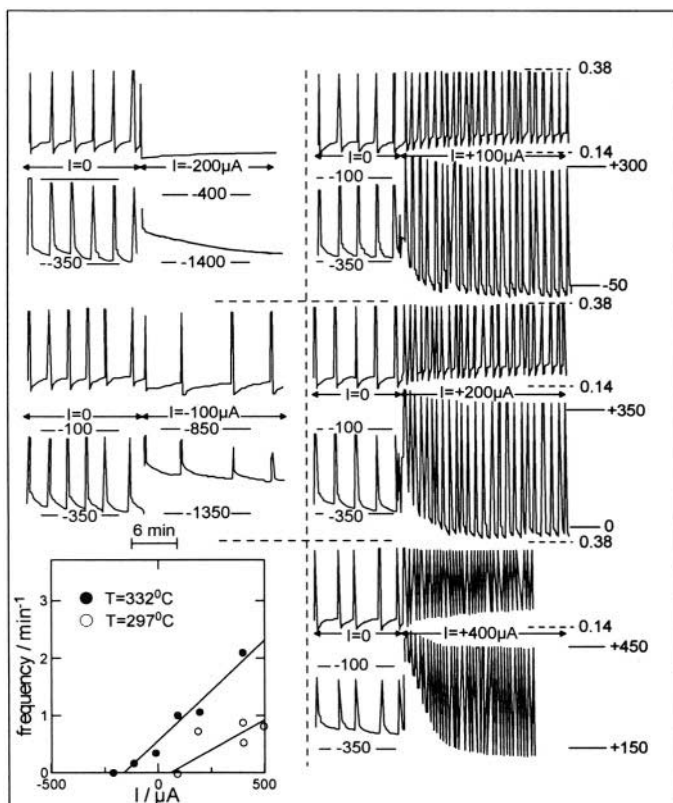 I=0 I=-200µA
-400
-350 -1400
I=0 I=-100µA
-100 -850
-350 -1350
6 min
0.38
I=0 I=+100µA 0.14
-100 +300
-350
-50
0.38
0.14
I=0 I=+200µA
-100 +350
-350
0
0.38
0.14
I=0 I=+400µA
-100 +450
-350 +150
frequency / min⁻¹
3
2
1
0
T=332⁰C
T=297⁰C
-500 0 500
I / µA